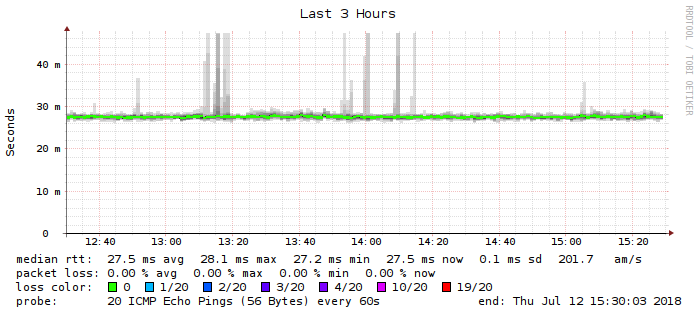 Last 3 Hours
RRDTOOL / TOBI OETIKER
Seconds
40 m
30 m
20 m
10 m
0
12:40 13:00 13:20 13:40 14:00 14:20 14:40 15:00 15:20
median rtt: 27.5 ms avg 28.1 ms max 27.2 ms min 27.5 ms now 0.1 ms sd 201.7 am/s
packet loss: 0.00 % avg 0.00 % max 0.00 % min 0.00 % now
loss color: 0 1/20 2/20 3/20 4/20 10/20 19/20
probe: 20 ICMP Echo Pings (56 Bytes) every 60s end: Thu Jul 12 15:30:03 2018